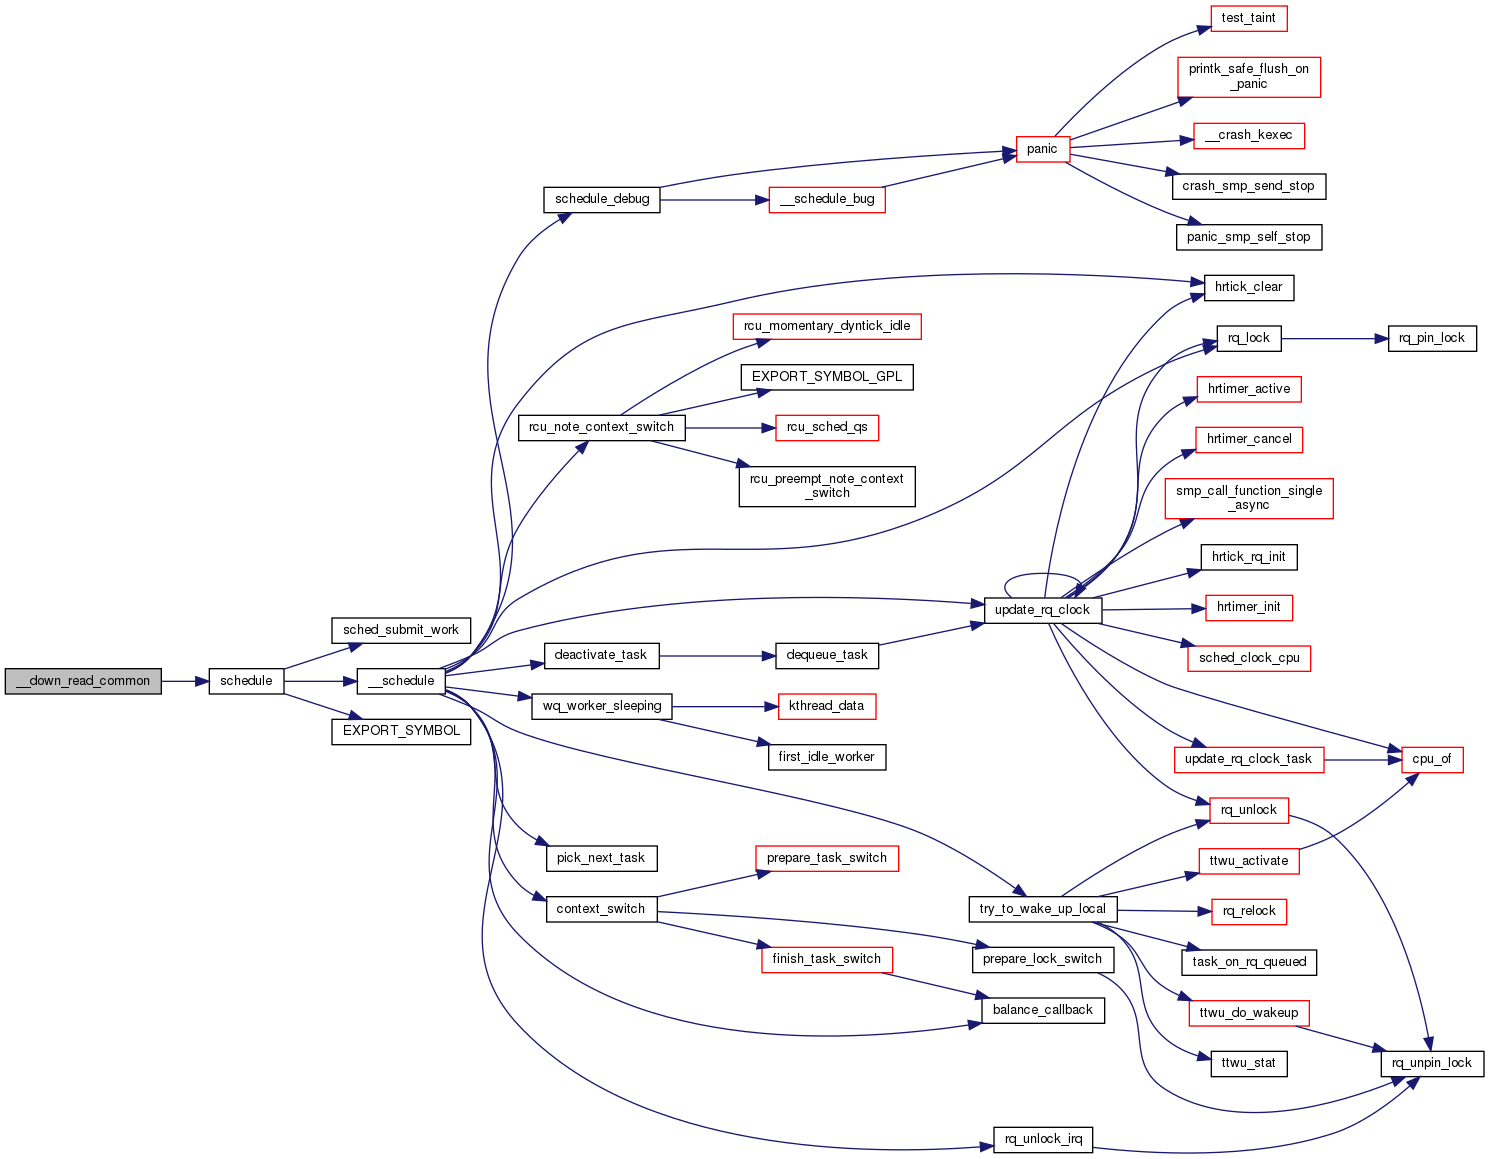 test_taint
printk_safe_flush_on
_panic
__crash_kexec
panic
crash_smp_send_stop
schedule_debug
__schedule_bug
panic_smp_self_stop
hrtick_clear
rcu_momentary_dyntick_idle
rq_lock
rq_pin_lock
EXPORT_SYMBOL_GPL
hrtimer_active
rcu_note_context_switch
rcu_sched_qs
hrtimer_cancel
rcu_preempt_note_context
_switch
smp_call_function_single
_async
hrtick_rq_init
update_rq_clock
hrtimer_init
sched_submit_work
deactivate_task
dequeue_task
sched_clock_cpu
__down_read_common
schedule
__schedule
wq_worker_sleeping
kthread_data
EXPORT_SYMBOL
first_idle_worker
update_rq_clock_task
cpu_of
rq_unlock
pick_next_task
prepare_task_switch
ttwu_activate
context_switch
try_to_wake_up_local
rq_relock
finish_task_switch
prepare_lock_switch
task_on_rq_queued
balance_callback
ttwu_do_wakeup
ttwu_stat
rq_unpin_lock
rq_unlock_irq